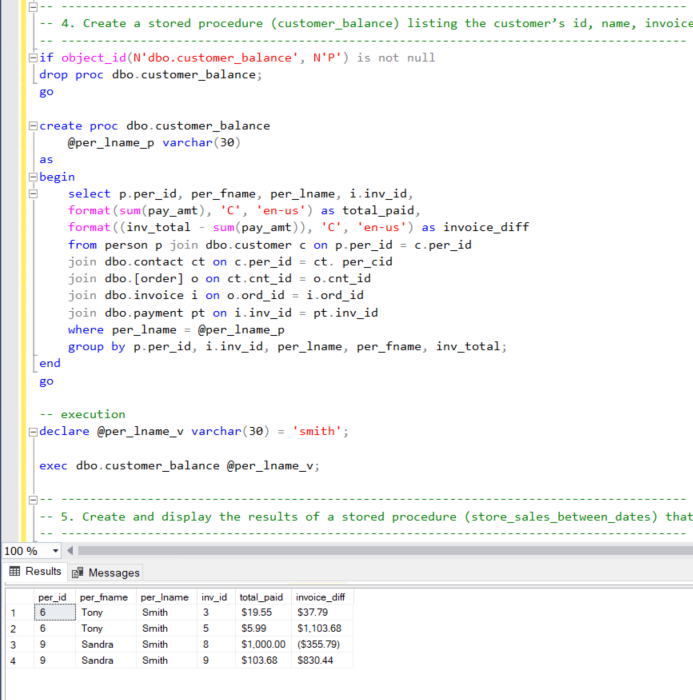 -- ----------------------------------------------------------------------
-- 4. Create a stored procedure (customer_balance) listing the customer's id, name, invoice
-- ----------------------------------------------------------------------
if object_id(N'dbo.customer_balance', N'P') is not null
drop proc dbo.customer_balance;
go
create proc dbo.customer_balance
@per_lname_p varchar(30)
as
begin
select p.per_id, per_fname, per_lname, i.inv_id,
format(sum(pay_amt), 'C', 'en-us') as total_paid,
format((inv_total - sum(pay_amt)), 'C', 'en-us') as invoice_diff
from person p join dbo.customer c on p.per_id = c.per_id
join dbo.contact ct on c.per_id = ct. per_cid
join dbo.[order] o on ct.cnt_id = o.cnt_id
join dbo.invoice i on o.ord_id = i.ord_id
join dbo.payment pt on i.inv_id = pt.inv_id
where per_lname = @per_lname_p
group by p.per_id, i.inv_id, per_lname, per_fname, inv_total;
end
go
-- execution
declare @per_lname_v varchar(30) = 'smith';
exec dbo.customer_balance @per_lname_v;
-- ----------------------------------------------------------------------
-- 5. Create and display the results of a stored procedure (store_sales_between_dates) that
-- ----------------------------------------------------------------------
100 %
Results Messages
per_id per_fname per_lname inv_id total_paid invoice_diff
1 6 Tony Smith 3 $19.55 $37.79
2 6 Tony Smith 5 $5.99 $1,103.68
3 9 Sandra Smith 8 $1,000.00 ($355.79)
4 9 Sandra Smith 9 $103.68 $830.44